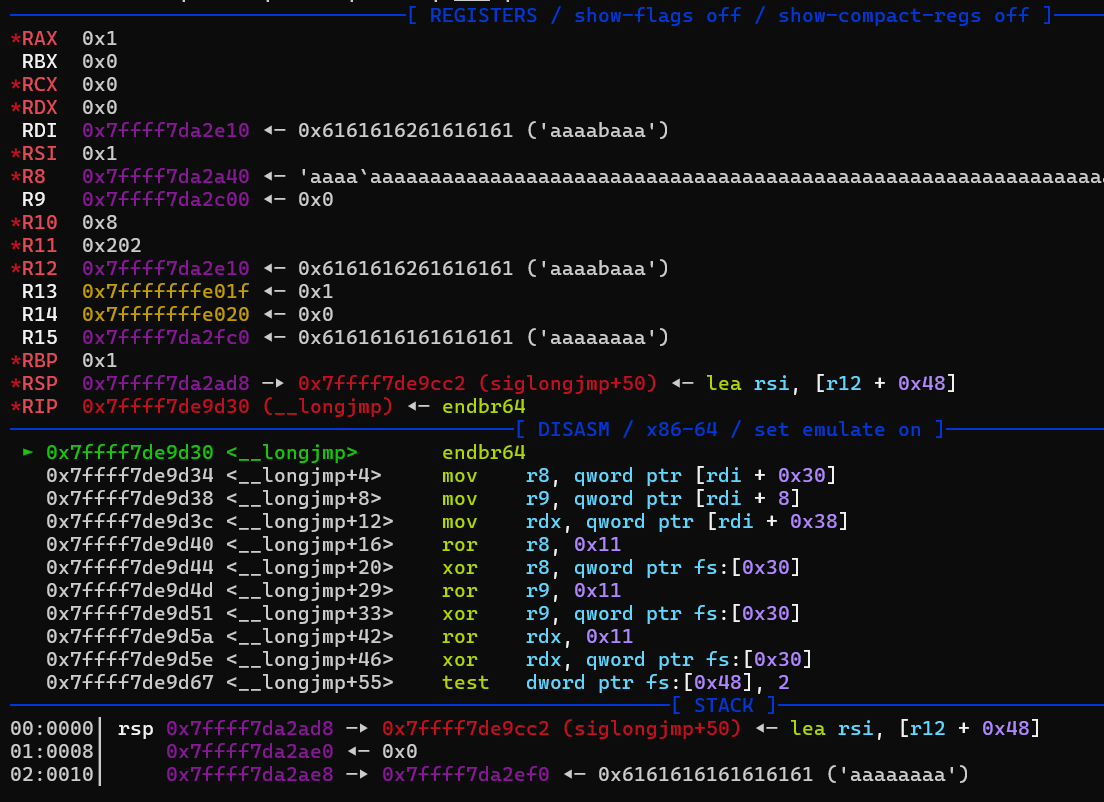 [ REGISTERS / show-flags off / show-compact-regs off ]
*RAX  0x1
 RBX  0x0
*RCX  0x0
*RDX  0x0
 RDI  0x7ffff7da2e10 ◂— 0x6161616261616161 ('aaaabaaa')
*RSI  0x1
*R8   0x7ffff7da2a40 ◂— 'aaaa`aaaaaaaaaaaaaaaaaaaaaaaaaaaaaaaaaaaaaaaaaaaaaaaaaaaaaaaaaaaaa
 R9   0x7ffff7da2c00 ◂— 0x0
*R10  0x8
*R11  0x202
*R12  0x7ffff7da2e10 ◂— 0x6161616261616161 ('aaaabaaa')
 R13  0x7fffffffe01f ◂— 0x1
 R14  0x7fffffffe020 ◂— 0x0
 R15  0x7ffff7da2fc0 ◂— 0x6161616161616161 ('aaaaaaaa')
*RBP  0x1
*RSP  0x7ffff7da2ad8 —▸ 0x7ffff7de9cc2 (siglongjmp+50) ◂— lea rsi, [r12 + 0x48]
*RIP  0x7ffff7de9d30 (__longjmp) ◂— endbr64
[ DISASM / x86-64 / set emulate on ]
 ► 0x7ffff7de9d30 <__longjmp>       endbr64
   0x7ffff7de9d34 <__longjmp+4>     mov    r8, qword ptr [rdi + 0x30]
   0x7ffff7de9d38 <__longjmp+8>     mov    r9, qword ptr [rdi + 8]
   0x7ffff7de9d3c <__longjmp+12>    mov    rdx, qword ptr [rdi + 0x38]
   0x7ffff7de9d40 <__longjmp+16>    ror    r8, 0x11
   0x7ffff7de9d44 <__longjmp+20>    xor    r8, qword ptr fs:[0x30]
   0x7ffff7de9d4d <__longjmp+29>    ror    r9, 0x11
   0x7ffff7de9d51 <__longjmp+33>    xor    r9, qword ptr fs:[0x30]
   0x7ffff7de9d5a <__longjmp+42>    ror    rdx, 0x11
   0x7ffff7de9d5e <__longjmp+46>    xor    rdx, qword ptr fs:[0x30]
   0x7ffff7de9d67 <__longjmp+55>    test   dword ptr fs:[0x48], 2
[ STACK ]
00:0000│ rsp 0x7ffff7da2ad8 —▸ 0x7ffff7de9cc2 (siglongjmp+50) ◂— lea rsi, [r12 + 0x48]
01:0008│     0x7ffff7da2ae0 ◂— 0x0
02:0010│     0x7ffff7da2ae8 —▸ 0x7ffff7da2ef0 ◂— 0x6161616161616161 ('aaaaaaaa')